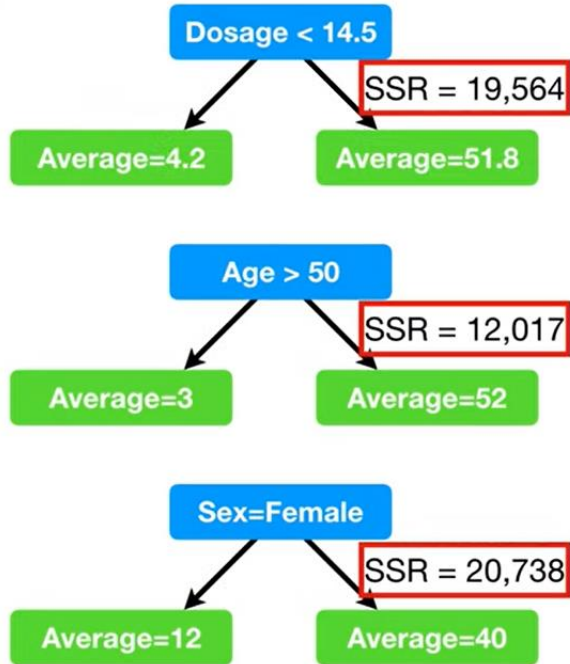 Dosage < 14.5
SSR = 19,564
Average=4.2
Average=51.8
Age > 50
SSR = 12,017
Average=3
Average=52
Sex=Female
SSR = 20,738
Average=12
Average=40